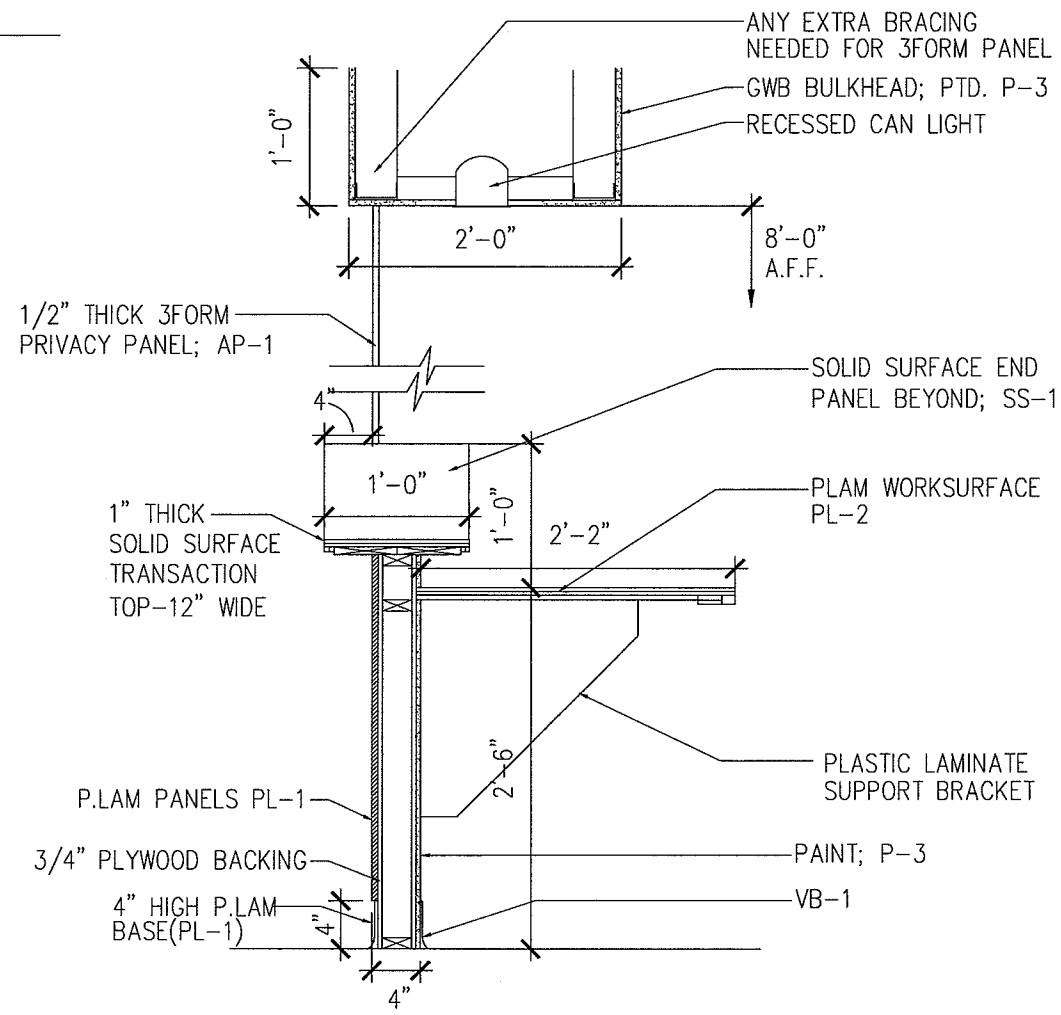 ANY EXTRA BRACING
NEEDED FOR 3FORM PANEL
GWB BULKHEAD; PTD. P-3
RECESSED CAN LIGHT
1'-0"
2'-0"
8'-0"
A.F.F.
1/2" THICK 3FORM
PRIVACY PANEL; AP-1
SOLID SURFACE END
PANEL BEYOND; SS-1
4"
1'-0"
1'-0"
2'-2"
PLAM WORKSURFACE
PL-2
1" THICK
SOLID SURFACE
TRANSACTION
TOP-12" WIDE
2'-6"
PLASTIC LAMINATE
SUPPORT BRACKET
P.LAM PANELS PL-1
3/4" PLYWOOD BACKING
PAINT; P-3
4" HIGH P.LAM
BASE(PL-1)
4"
VB-1
4"